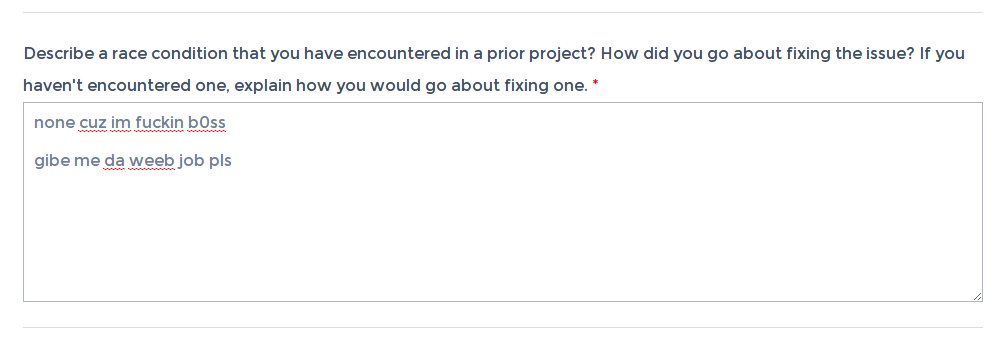 Describe a race condition that you have encountered in a prior project? How did you go about fixing the issue? If you
haven't encountered one, explain how you would go about fixing one. *
none cuz im fuckin b0ss
gibe me da weeb job pls